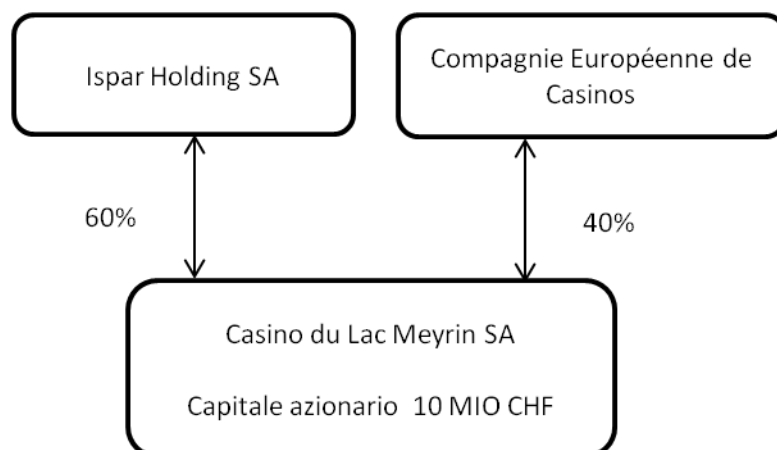 Ispar Holding SA
Compagnie Européenne de
Casinos
60%
40%
Casino du Lac Meyrin SA
Capitale azionario 10 MIO CHF